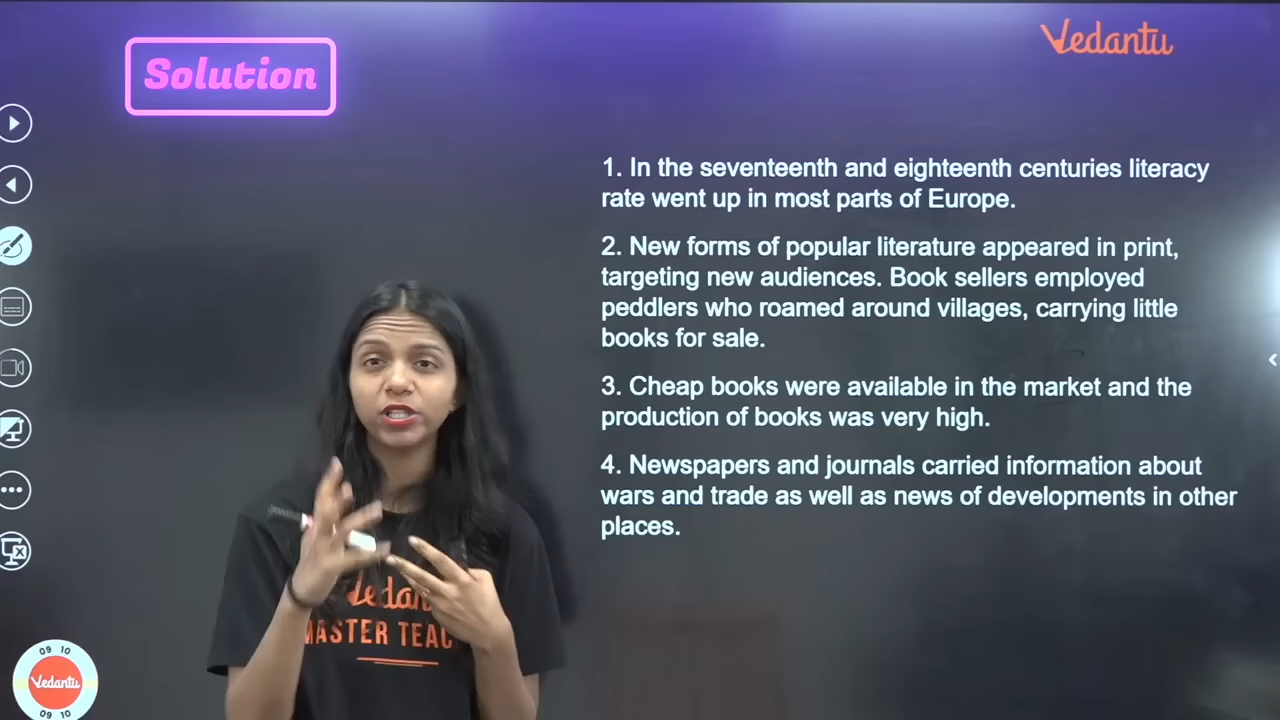 Solution
Vedantu
1. In the seventeenth and eighteenth centuries literacy
rate went up in most parts of Europe.
2. New forms of popular literature appeared in print,
targeting new audiences. Book sellers employed
peddlers who roamed around villages, carrying little
books for sale.
3. Cheap books were available in the market and the
production of books was very high.
4. Newspapers and journals carried information about
wars and trade as well as news of developments in other
places.
09 10
Vedantu
09 10
MASTER